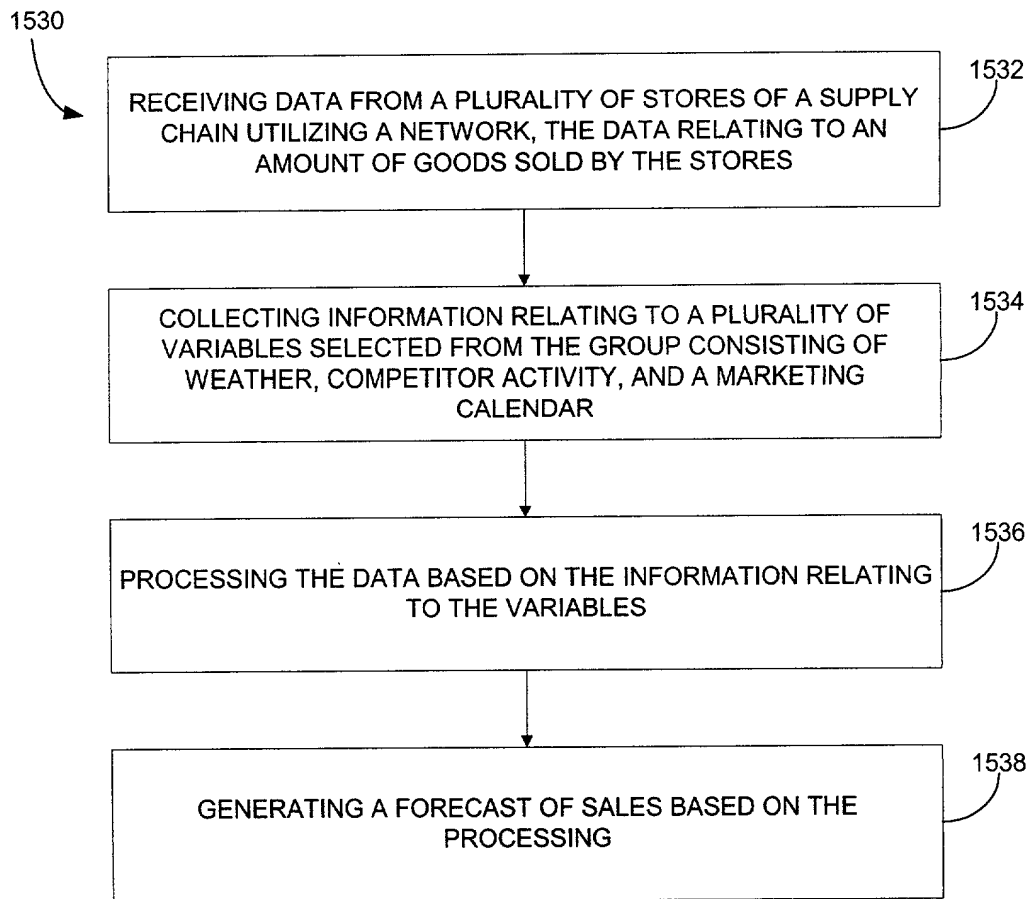 1530
1532
RECEIVING DATA FROM A PLURALITY OF STORES OF A SUPPLY
CHAIN UTILIZING A NETWORK, THE DATA RELATING TO AN
AMOUNT OF GOODS SOLD BY THE STORES
1534
COLLECTING INFORMATION RELATING TO A PLURALITY OF
VARIABLES SELECTED FROM THE GROUP CONSISTING OF
WEATHER, COMPETITOR ACTIVITY, AND A MARKETING
CALENDAR
1536
PROCESSING THE DATA BASED ON THE INFORMATION RELATING
TO THE VARIABLES
1538
GENERATING A FORECAST OF SALES BASED ON THE
PROCESSING